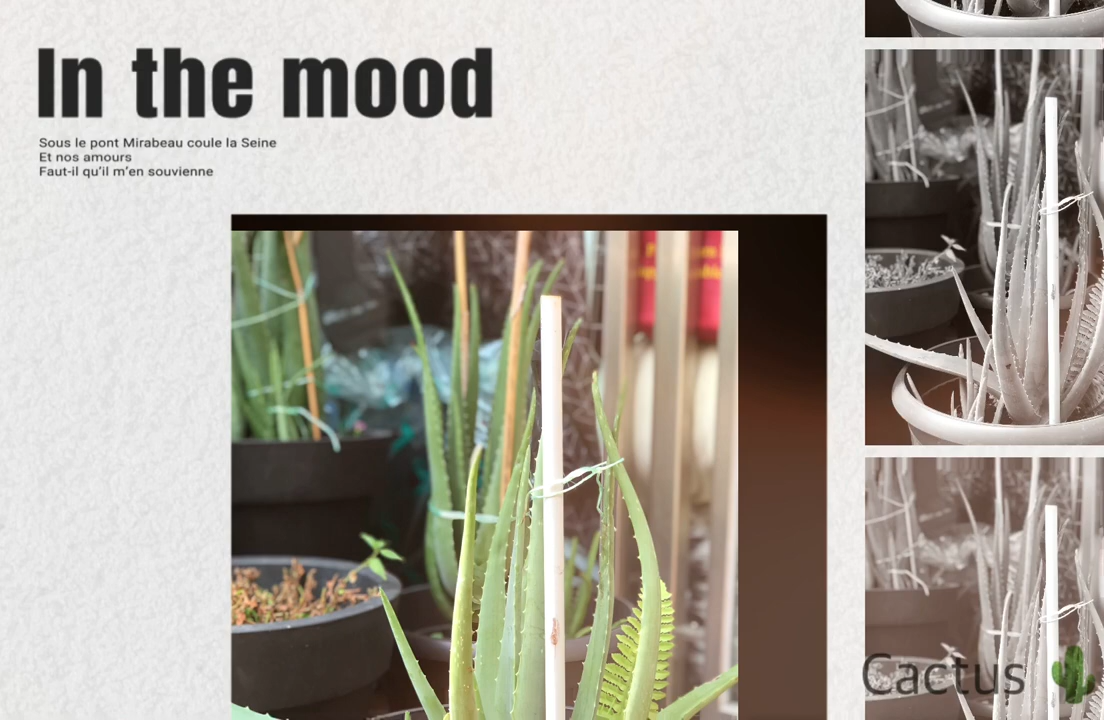 In the mood
Sous le pont Mirabeau coule la Seine
Et nos amours
Faut-il qu'il m'en souvienne
Cactus